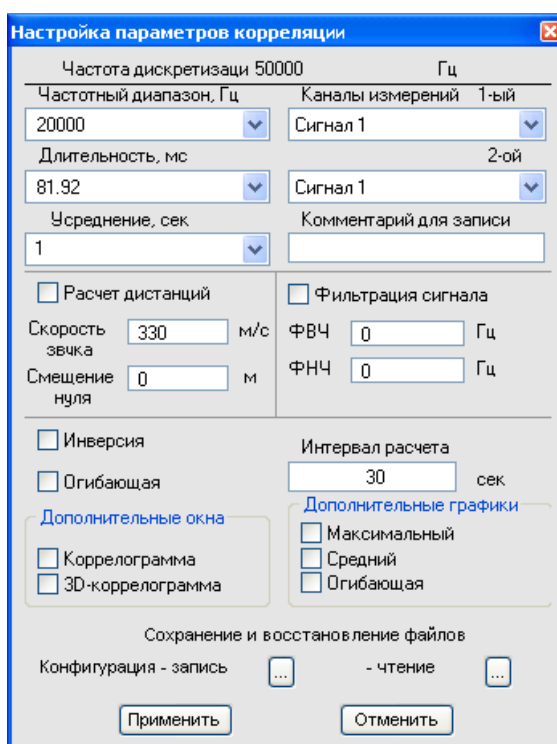 Настройка параметров корреляции
Частота дискретизаци 50000 Гц
Частотный диапазон, Гц
Каналы измерений 1-ый
20000
Сигнал 1
Длительность, мс
2-ой
81.92
Сигнал 1
Усреднение, сек
Комментарий для записи
1
Расчет дистанций
Фильтрация сигнала
Скорость звчка 330 м/с
ФВЧ 0 Гц
Смещение нуля 0 м
ФНЧ 0 Гц
Инверсия
Интервал расчета
Огибающая
30 сек
Дополнительные окна
Дополнительные графики
Максимальный
Коррелограмма
Средний
3D-коррелограмма
Огибающая
Сохранение и восстановление файлов
Конфигурация - запись ... - чтение ...
Применить
Отменить